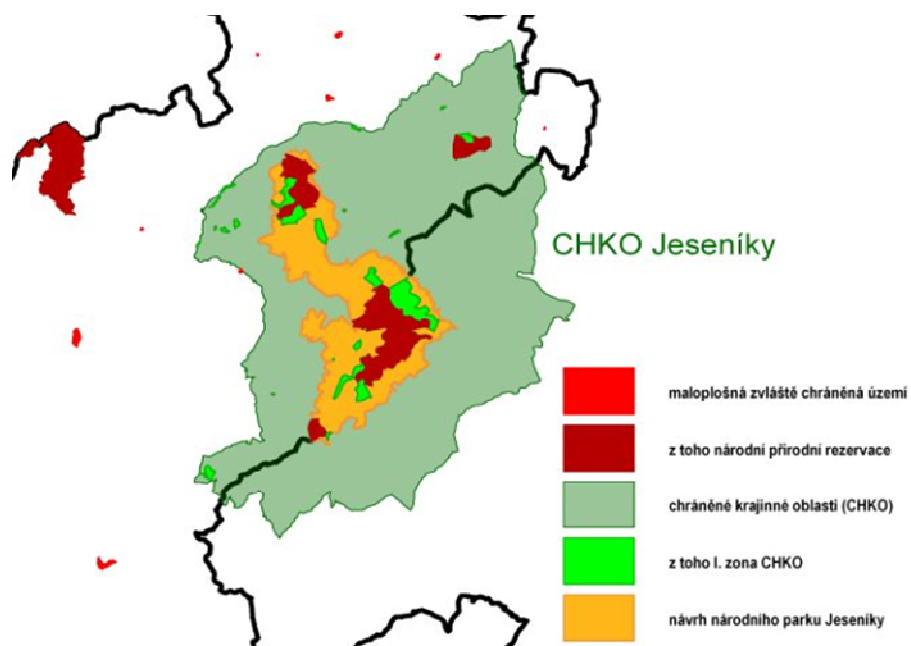 CHKO Jeseníky
maloplošná zvláště chráněná území
z toho národní přírodní rezervace
chráněné krajinné oblasti (CHKO)
z toho I. zona CHKO
návrh národního parku Jeseníky